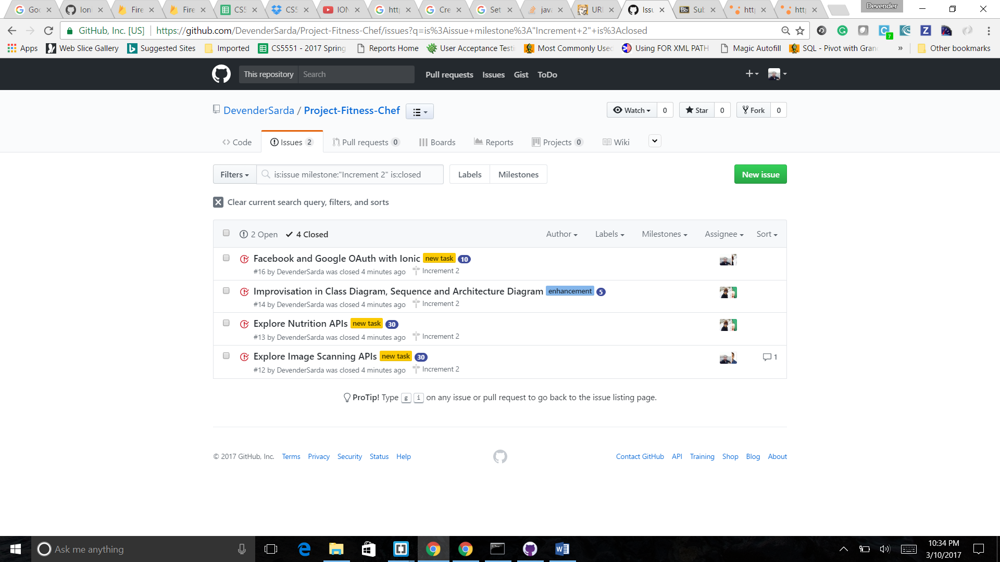 Goo
Ioni
Fire
Fire
CS5
CS5
ION
http
Cre
Set
java
URI
Issu
Bb Sub
http
http
Devender
GitHub, Inc. [US] https://github.com/DevenderSarda/Project-Fitness-Chef/issues?q=is%3Aissue+milestone%3A"Increment+2"+is%3Aclosed
7
Apps Web Slice Gallery Suggested Sites Imported CS5551 - 2017 Spring Reports Home User Acceptance Testi Most Commonly Used Using FOR XML PATH Magic Autofill SQL - Pivot with Gran » Other bookmarks
This repository Search Pull requests Issues Gist ToDo
DevenderSarda / Project-Fitness-Chef
Watch 0 Star 0 Fork 0
Code Issues 2 Pull requests 0 Boards Reports Projects 0 Wiki
Filters is:issue milestone:"Increment 2" is:closed Labels Milestones New issue
Clear current search query, filters, and sorts
2 Open 4 Closed Author Labels Milestones Assignee Sort
Facebook and Google OAuth with Ionic new task 10
#16 by DevenderSarda was closed 4 minutes ago Increment 2
Improvisation in Class Diagram, Sequence and Architecture Diagram enhancement 5
#14 by DevenderSarda was closed 4 minutes ago Increment 2
Explore Nutrition APIs new task 30
#13 by DevenderSarda was closed 4 minutes ago Increment 2
Explore Image Scanning APIs new task 30 1
#12 by DevenderSarda was closed 4 minutes ago Increment 2
ProTip! Type g i on any issue or pull request to go back to the issue listing page.
© 2017 GitHub, Inc. Terms Privacy Security Status Help Contact GitHub API Training Shop Blog About
Ask me anything
10:34 PM
3/10/2017